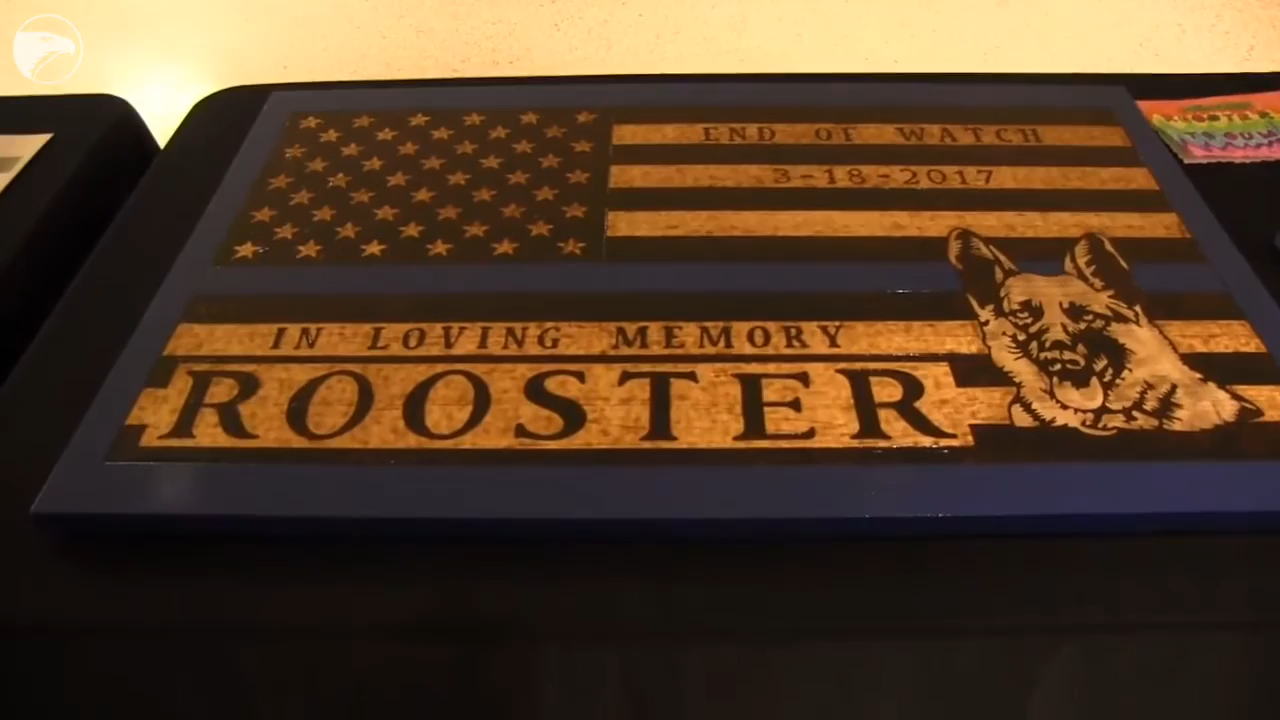 END OF WATCH
3-18-2017
IN LOVING MEMORY
ROOSTER